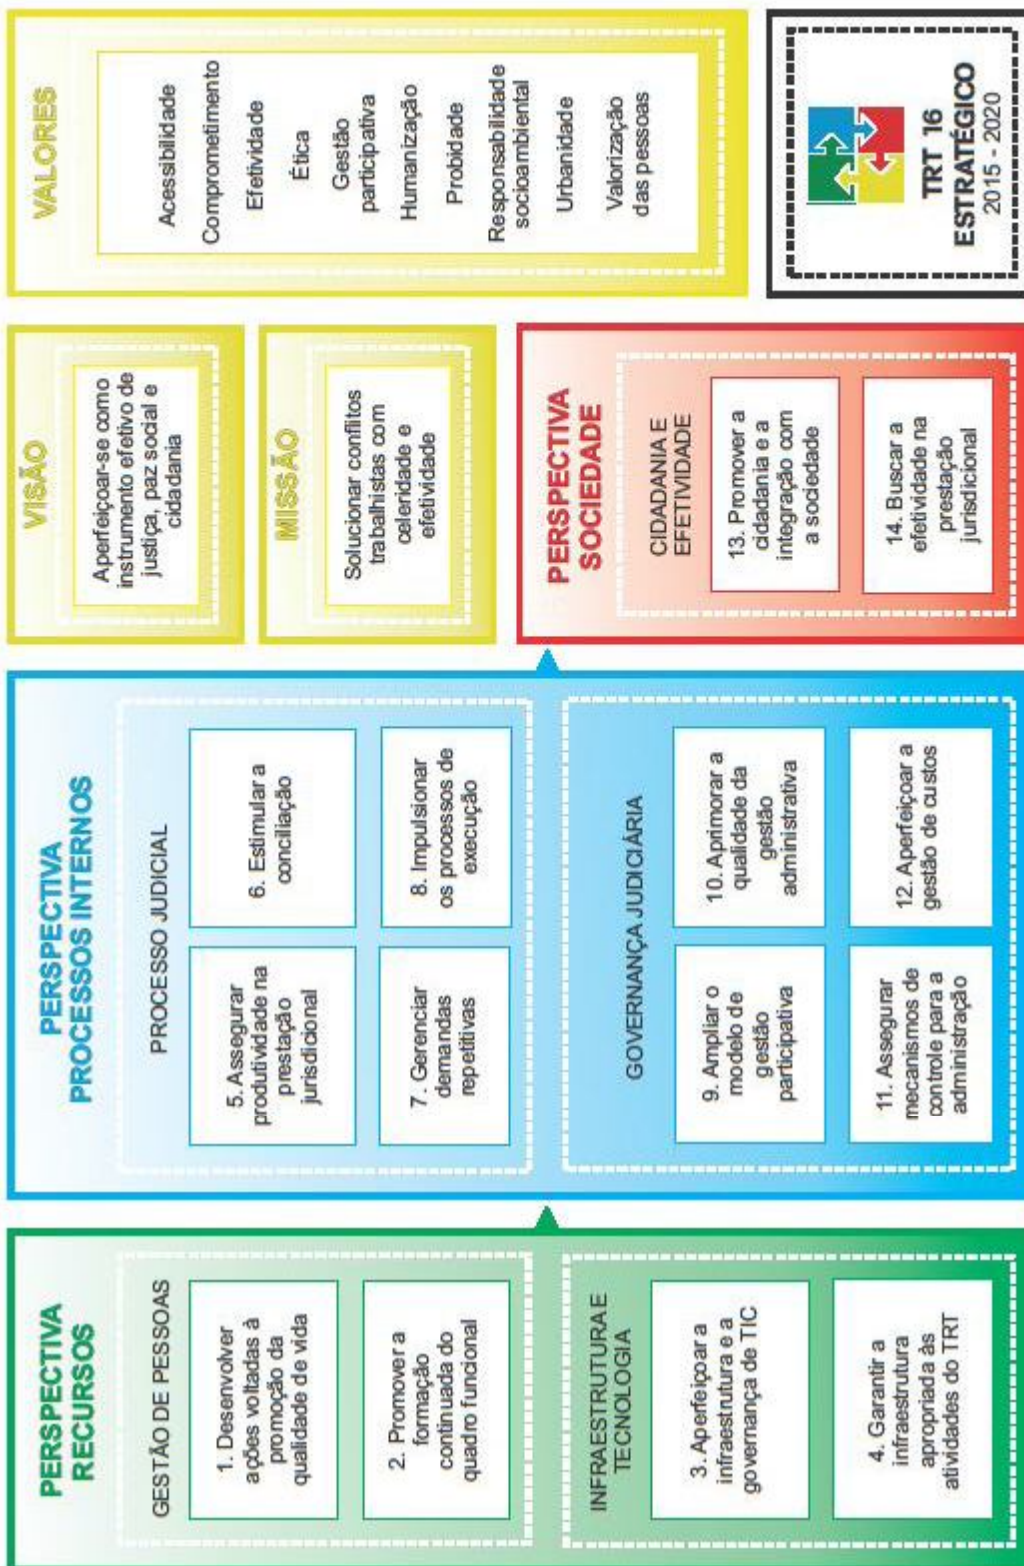 PERSPECTIVA
RECURSOS
GESTÃO DE PESSOAS
1. Desenvolver
ações voltadas à
promoção da
qualidade de vida
2. Promover a
formação
continuada do
quadro funcional
INFRAESTRUTURA E
TECNOLOGIA
3. Aperfeiçoar a
infraestrutura e a
governança de TIC
4. Garantir a
infraestrutura
apropriada às
atividades do TRT
PERSPECTIVA
PROCESSOS INTERNOS
PROCESSO JUDICIAL
5. Assegurar
produtividade na
prestação
jurisdicional
6. Estimular a
conciliação
7. Gerenciar
demandas
repetitivas
8. Impulsionar
os processos de
execução
GOVERNANÇA JUDICIÁRIA
9. Ampliar o
modelo de
gestão
participativa
10. Aprimorar a
qualidade da
gestão
administrativa
11. Assegurar
mecanismos de
controle para a
administração
12. Aperfeiçoar a
gestão de custos
VISÃO
Aperfeiçoar-se como
instrumento efetivo de
justiça, paz social e
cidadania
MISSÃO
Solucionar conflitos
trabalhistas com
celeridade e
efetividade
PERSPECTIVA
SOCIEDADE
CIDADANIA E
EFETIVIDADE
13. Promover a
cidadania e a
integração com
a sociedade
14. Buscar a
efetividade na
prestação
jurisdicional
VALORES
Acessibilidade
Comprometimento
Efetividade
Ética
Gestão
participativa
Humanização
Probidade
Responsabilidade
socioambiental
Urbanidade
Valorização
das pessoas
TRT 16
ESTRATÉGICO
2015 - 2020